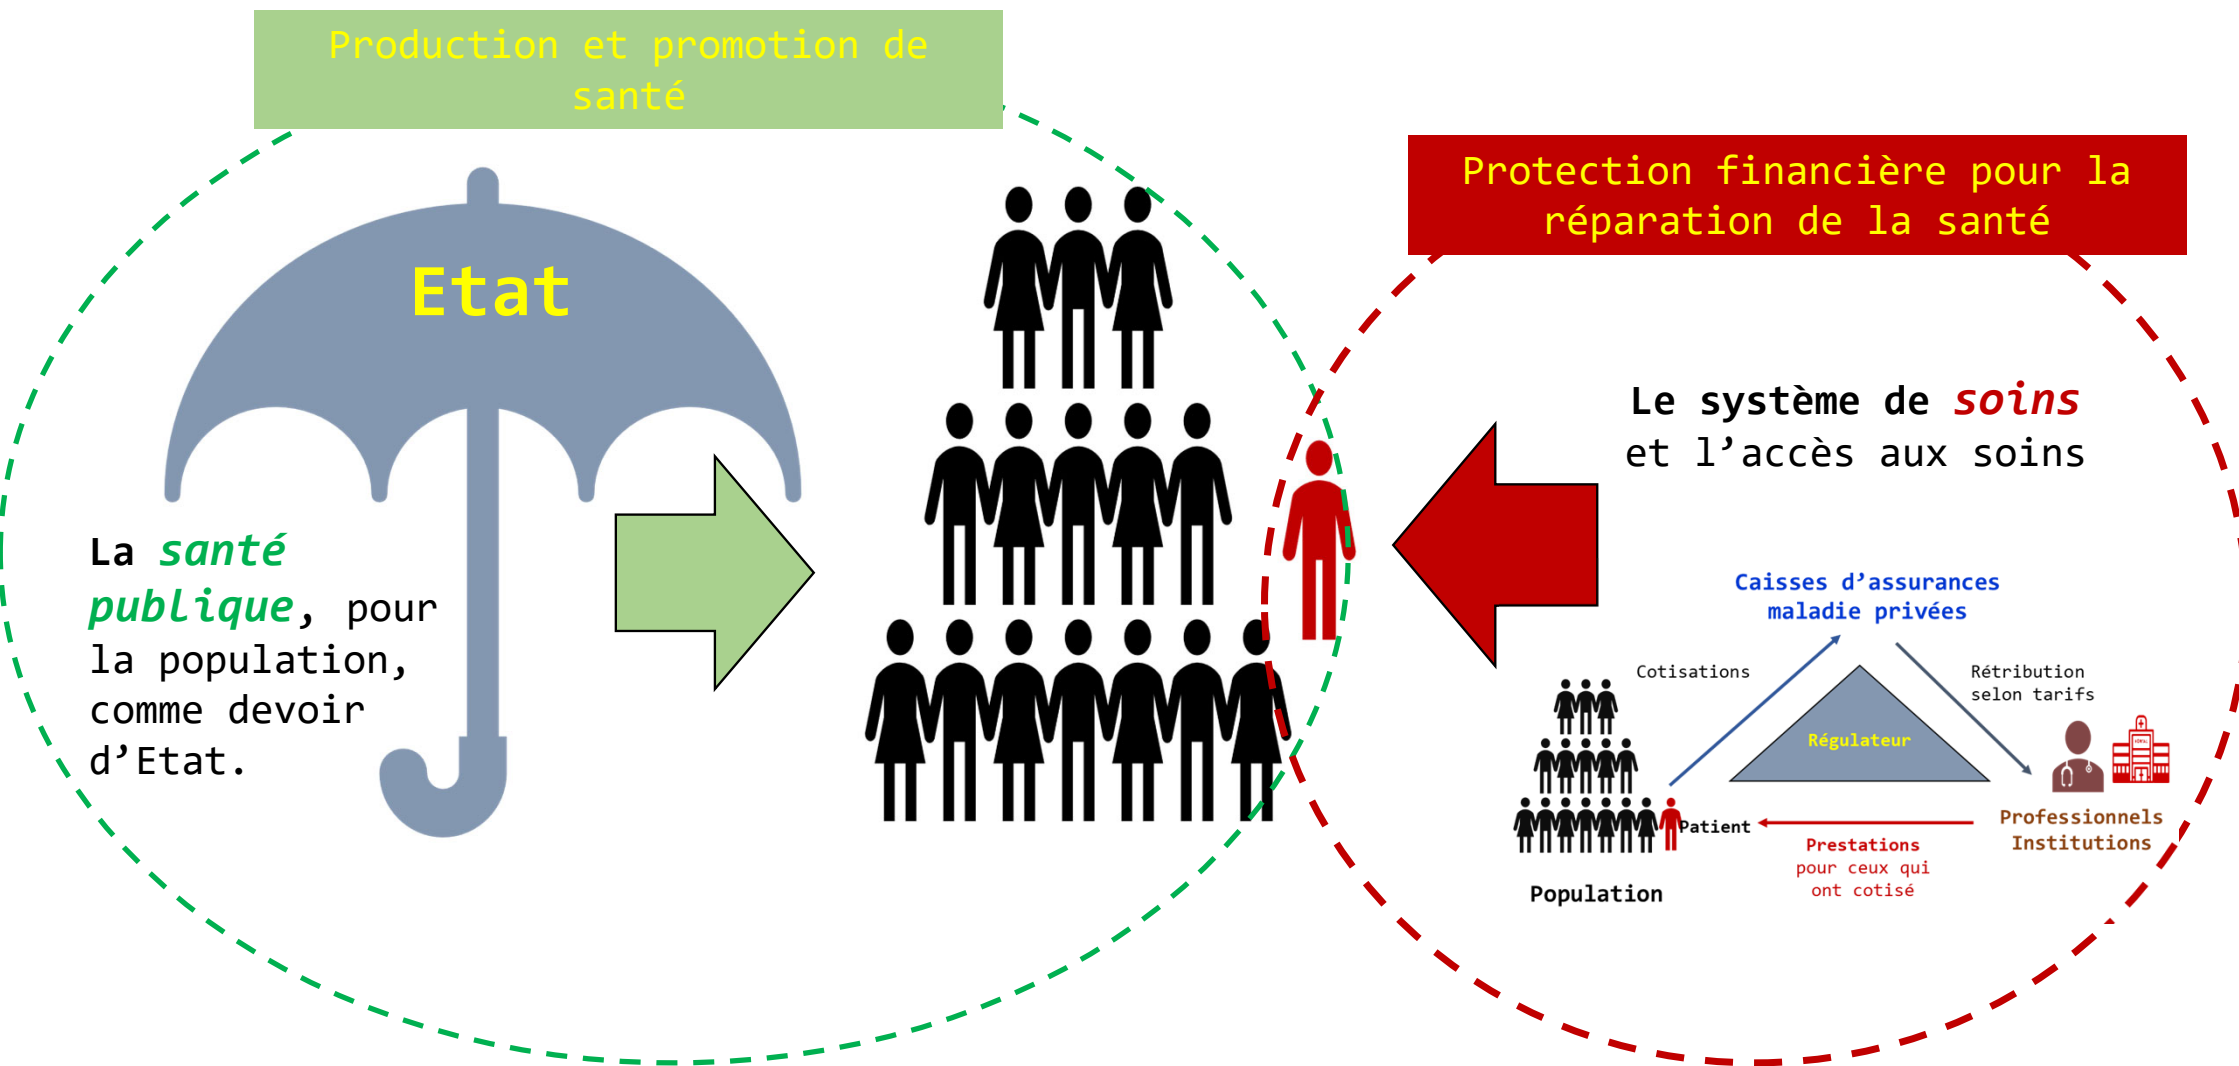 Production et promotion de
santé
Etat
La santé
publique, pour
la population,
comme devoir
d’Etat.
Protection financière pour la
réparation de la santé
Le système de soins
et l’accès aux soins
Caisses d’assurances
maladie privées
Cotisations
Rétribution
selon tarifs
Régulateur
Patient
Professionnels
Institutions
Prestations
pour ceux qui
ont cotisé
Population